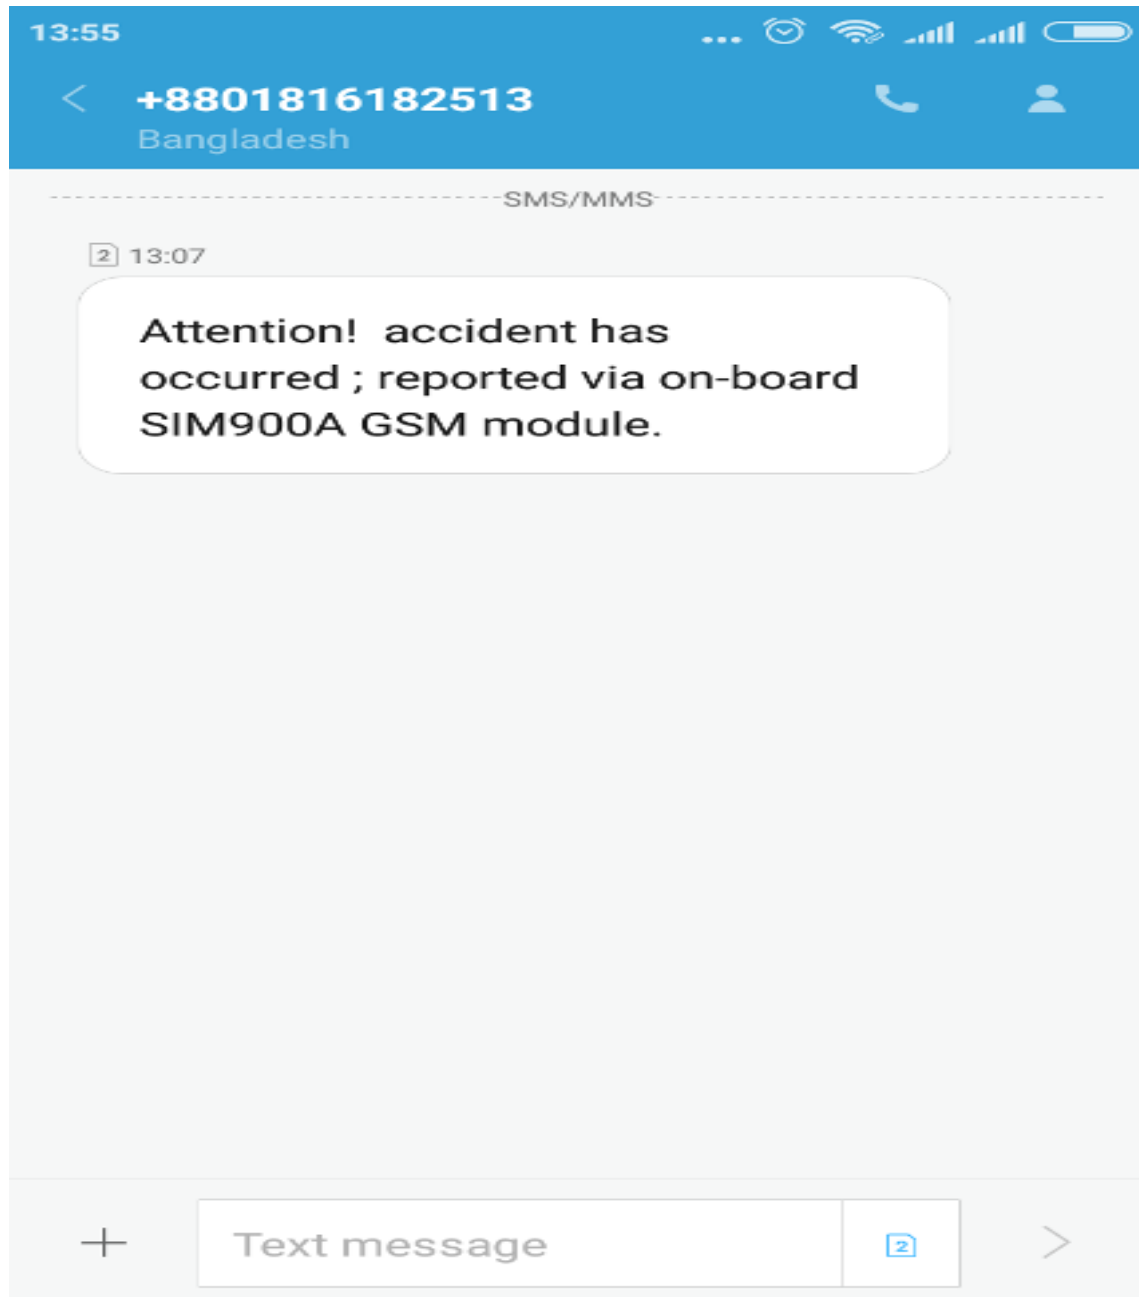 13:55
+8801816182513
Bangladesh
SMS/MMS
2 13:07
Attention!  accident has
occurred ; reported via on-board
SIM900A GSM module.
Text message 2